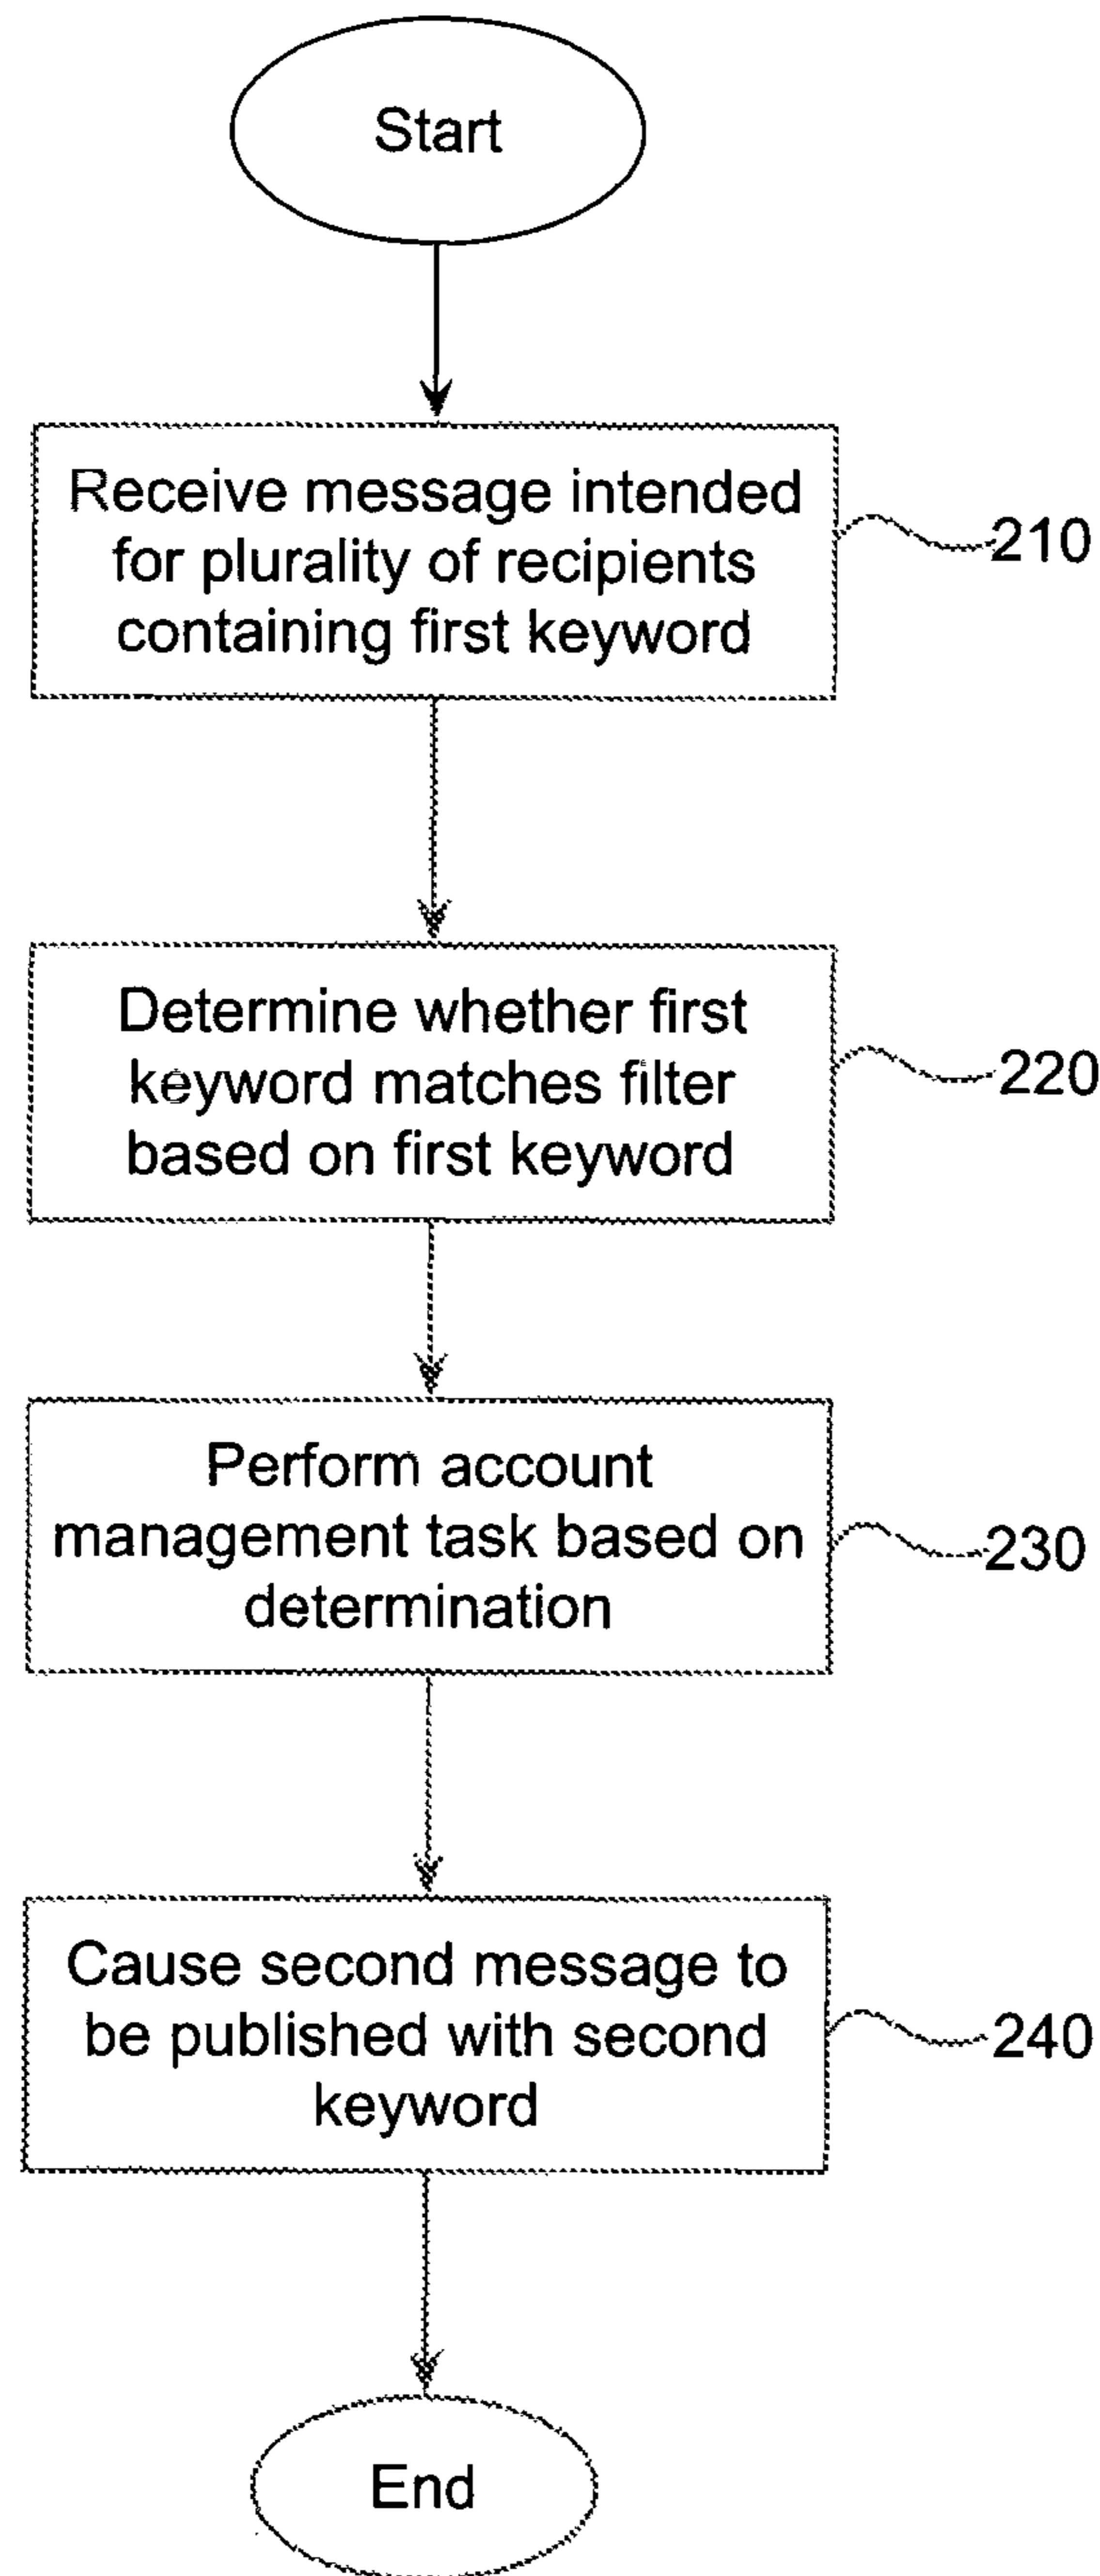 Start
Receive message intended
for plurality of recipients
containing first keyword
210
Determine whether first
keyword matches filter
based on first keyword
220
Perform account
management task based on
determination
230
Cause second message to
be published with second
keyword
240
End